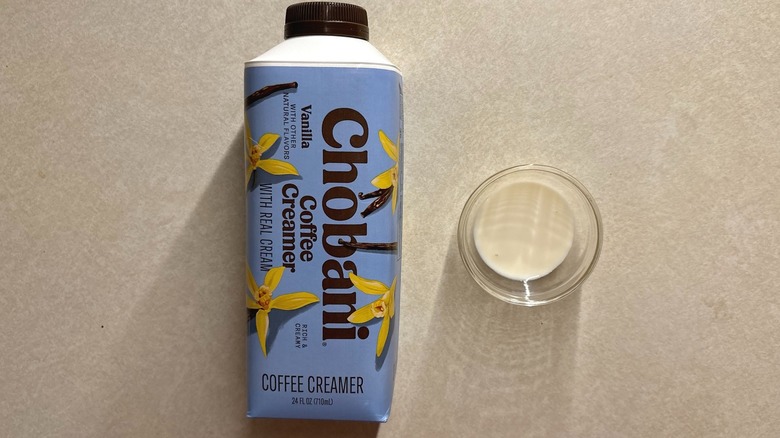 Chobani®
Coffee
Creamer
Vanilla
WITH OTHER
NATURAL FLAVORS
WITH REAL CREAM
RICH &
CREAMY
COFFEE CREAMER
24 FL OZ (710mL)